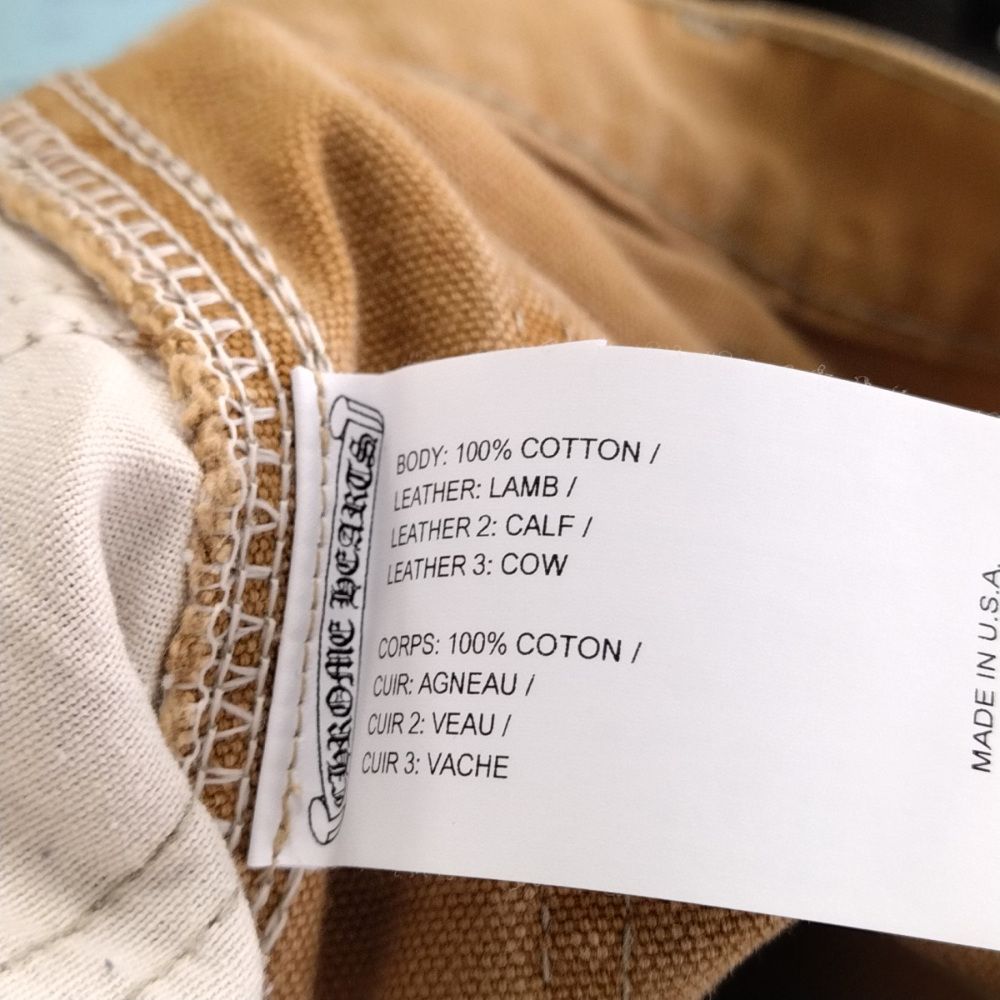 CHROME HEARTS
BODY: 100% COTTON /
LEATHER: LAMB /
LEATHER 2: CALF /
LEATHER 3: COW
CORPS: 100% COTON /
CUIR: AGNEAU /
CUIR 2: VEAU /
CUIR 3: VACHE
MADE IN U.S.A.